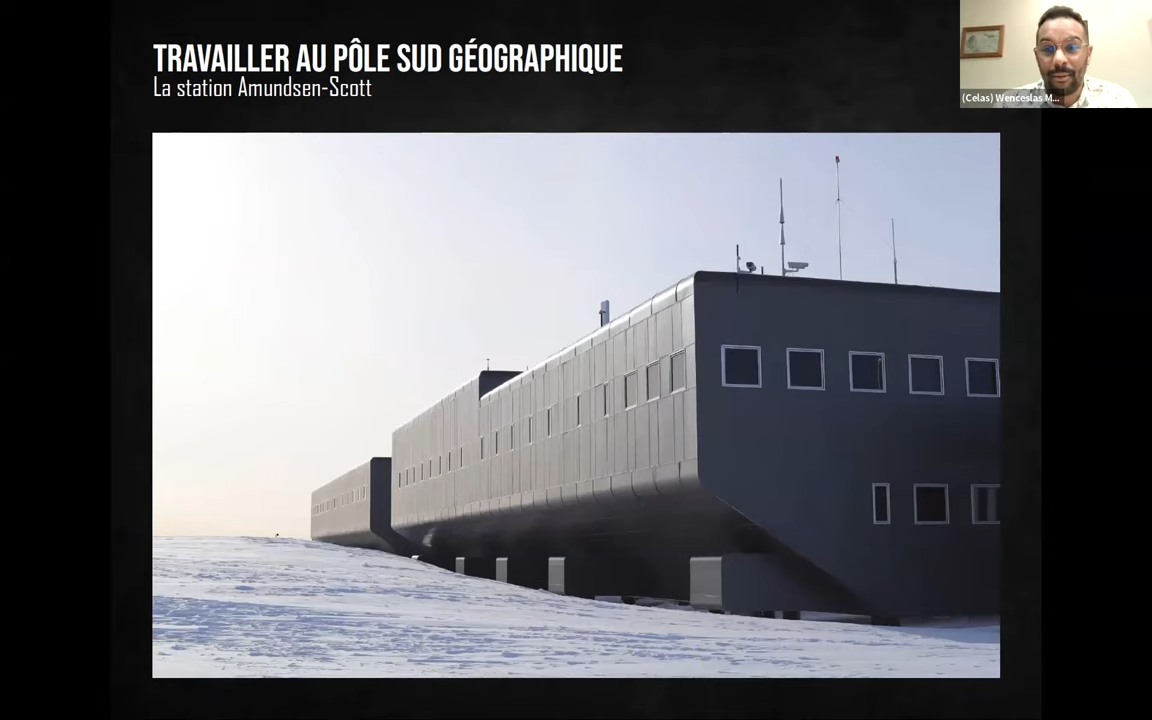 TRAVAILLER AU PÔLE SUD GÉOGRAPHIQUE
La station Amundsen-Scott
(Celas) Wenceslas M...